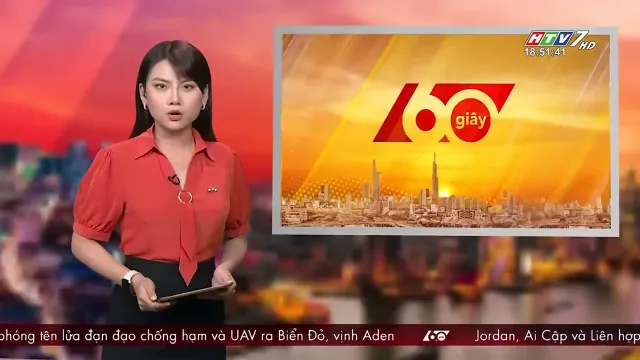 HTV7 HD
18:51:41
60 giây
phóng tên lửa đạn đạo chống hạm và UAV ra Biển Đỏ, vịnh Aden 60 Jordan, Ai Cập và Liên hợp